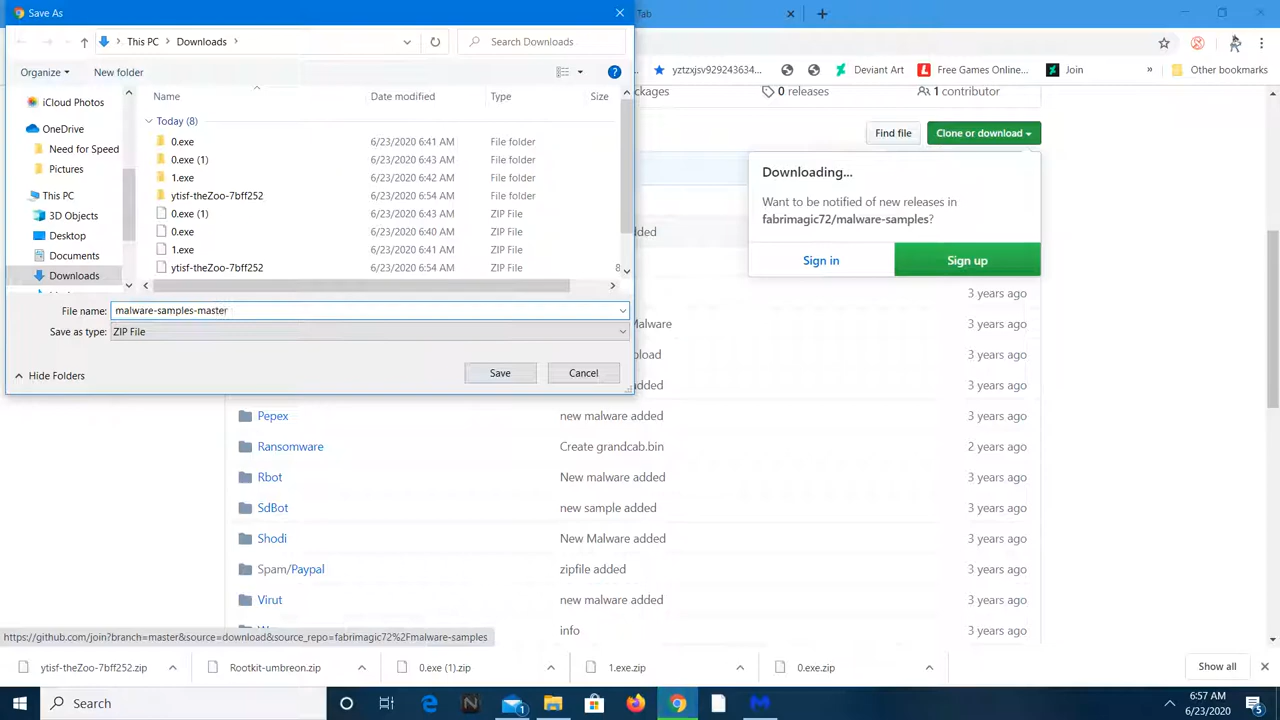 Save As
Tab
This PC
Downloads
Search Downloads
Organize
New folder
yztzxjsv929243634...
Deviant Art
Free Games Online...
Join
»
Other bookmarks
iCloud Photos
OneDrive
Need for Speed
Pictures
This PC
3D Objects
Desktop
Documents
Downloads
Name
Date modified
Type
Size
Today (8)
0.exe
6/23/2020 6:41 AM
File folder
0.exe (1)
6/23/2020 6:43 AM
File folder
1.exe
6/23/2020 6:42 AM
File folder
ytisf-theZoo-7bff252
6/23/2020 6:54 AM
File folder
0.exe (1)
6/23/2020 6:43 AM
ZIP File
0.exe
6/23/2020 6:40 AM
ZIP File
1.exe
6/23/2020 6:41 AM
ZIP File
ytisf-theZoo-7bff252
6/23/2020 6:54 AM
ZIP File
8
File name:
malware-samples-master
Save as type:
ZIP File
Hide Folders
Save
Cancel
ackages
0 releases
1 contributor
Find file
Clone or download
Downloading...
Want to be notified of new releases in
fabrimagic72/malware-samples?
Sign in
Sign up
dded
3 years ago
Malware
3 years ago
load
3 years ago
added
3 years ago
Pepex
new malware added
3 years ago
Ransomware
Create grandcab.bin
2 years ago
Rbot
New malware added
3 years ago
SdBot
new sample added
3 years ago
Shodi
New Malware added
3 years ago
Spam/Paypal
zipfile added
3 years ago
Virut
new malware added
3 years ago
info
3 years ago
https://github.com/join?branch=master&source=download&source_repo=fabrimagic72%2Fmalware-samples
ytisf-theZoo-7bff252.zip
Rootkit-umbreon.zip
0.exe (1).zip
1.exe.zip
0.exe.zip
Show all
Search
1
6:57 AM
6/23/2020
5